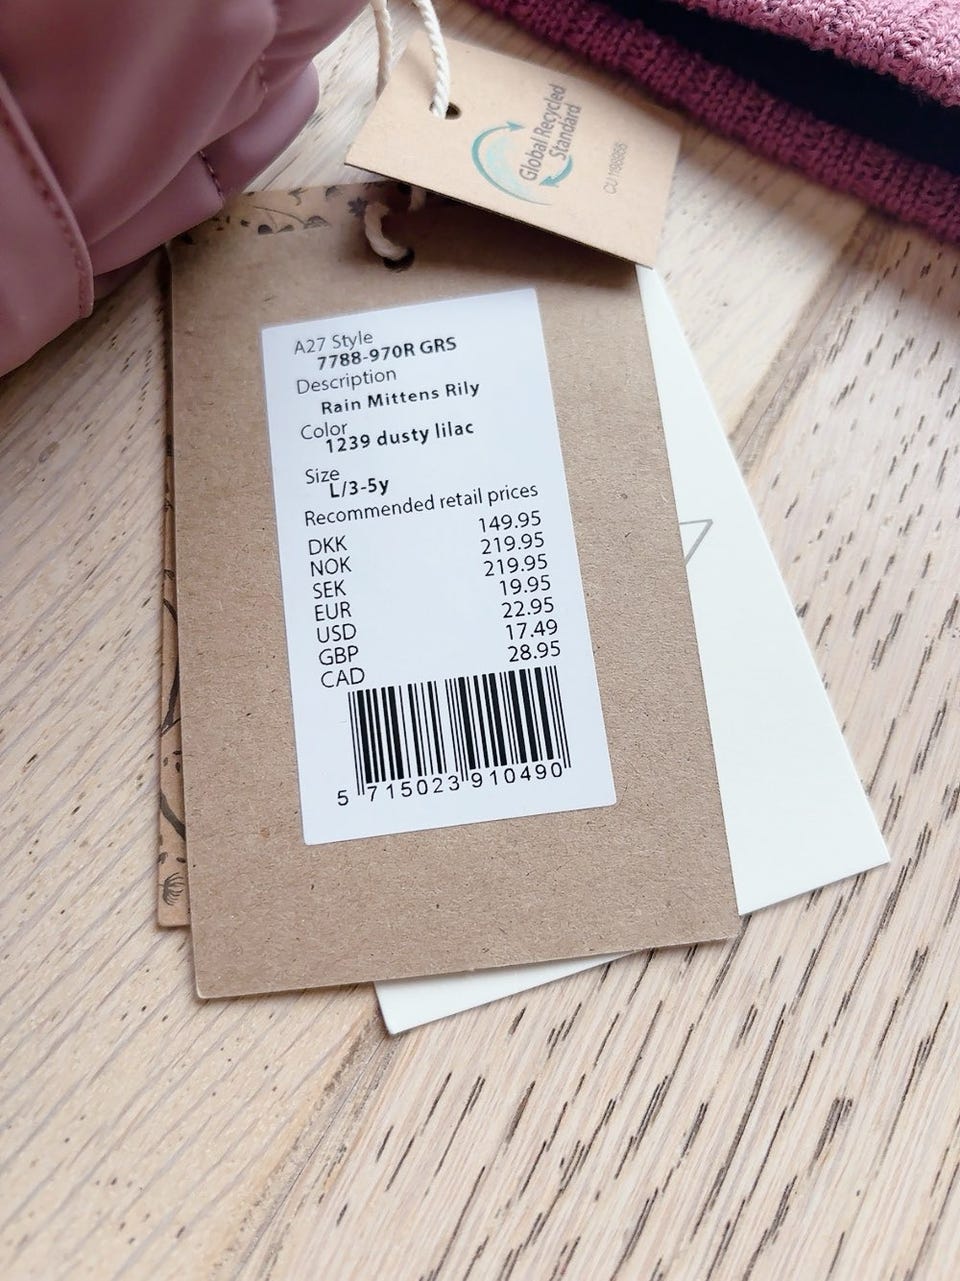 Global Recycled
Standard
A27 Style
7788-970R GRS
Description
Rain Mittens Rily
Color
1239 dusty lilac
Size
L/3-5y
Recommended retail prices
DKK 149.95
NOK 219.95
SEK 219.95
EUR 19.95
USD 22.95
GBP 17.49
CAD 28.95
5 715023 910490